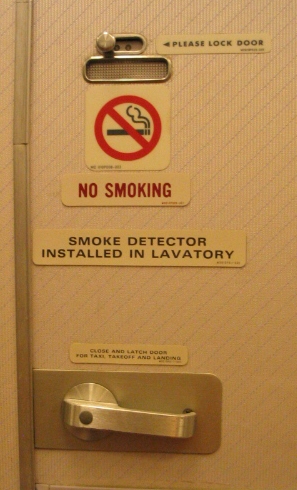 ◄ PLEASE LOCK DOOR
NO SMOKING
SMOKE DETECTOR
INSTALLED IN LAVATORY
CLOSE AND LATCH DOOR
FOR TAXI, TAKEOFF AND LANDING